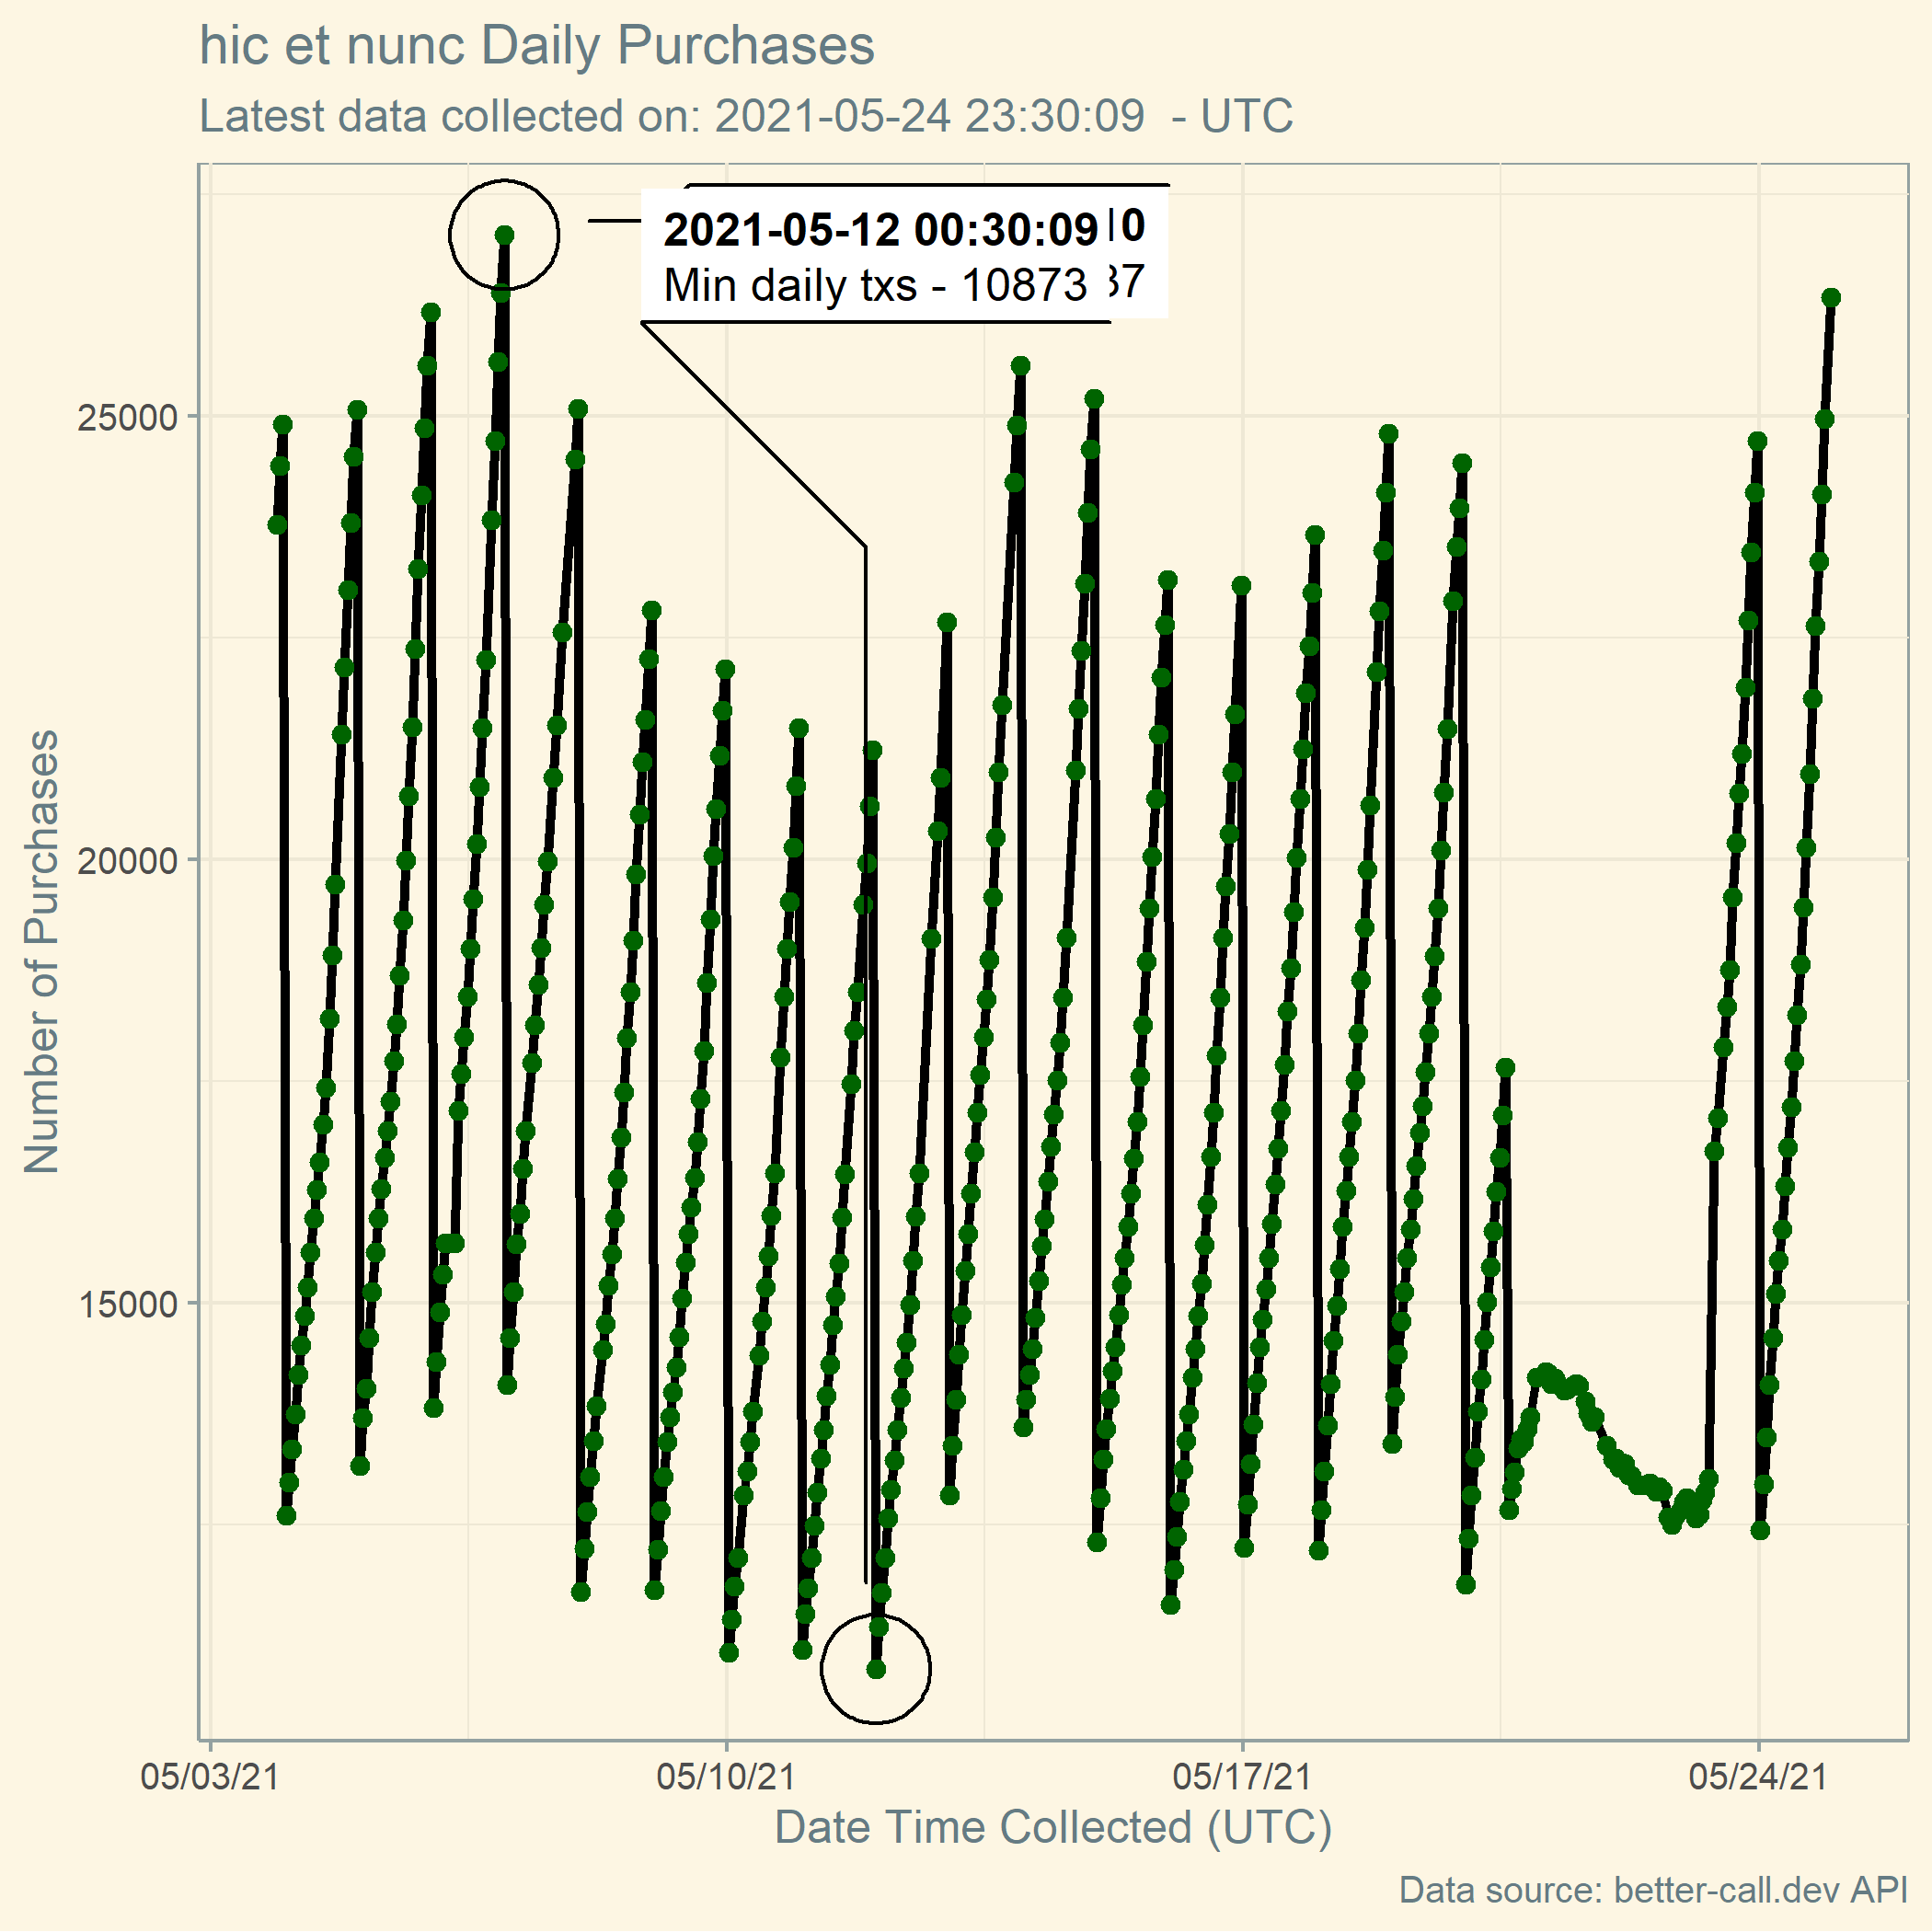 hic et nunc Daily Purchases
Latest data collected on: 2021-05-24 23:30:09 - UTC
2021-05-12 00:30:09
Min daily txs - 10873
Number of Purchases
25000
20000
15000
05/03/21
05/10/21
05/17/21
05/24/21
Date Time Collected (UTC)
Data source: better-call.dev API